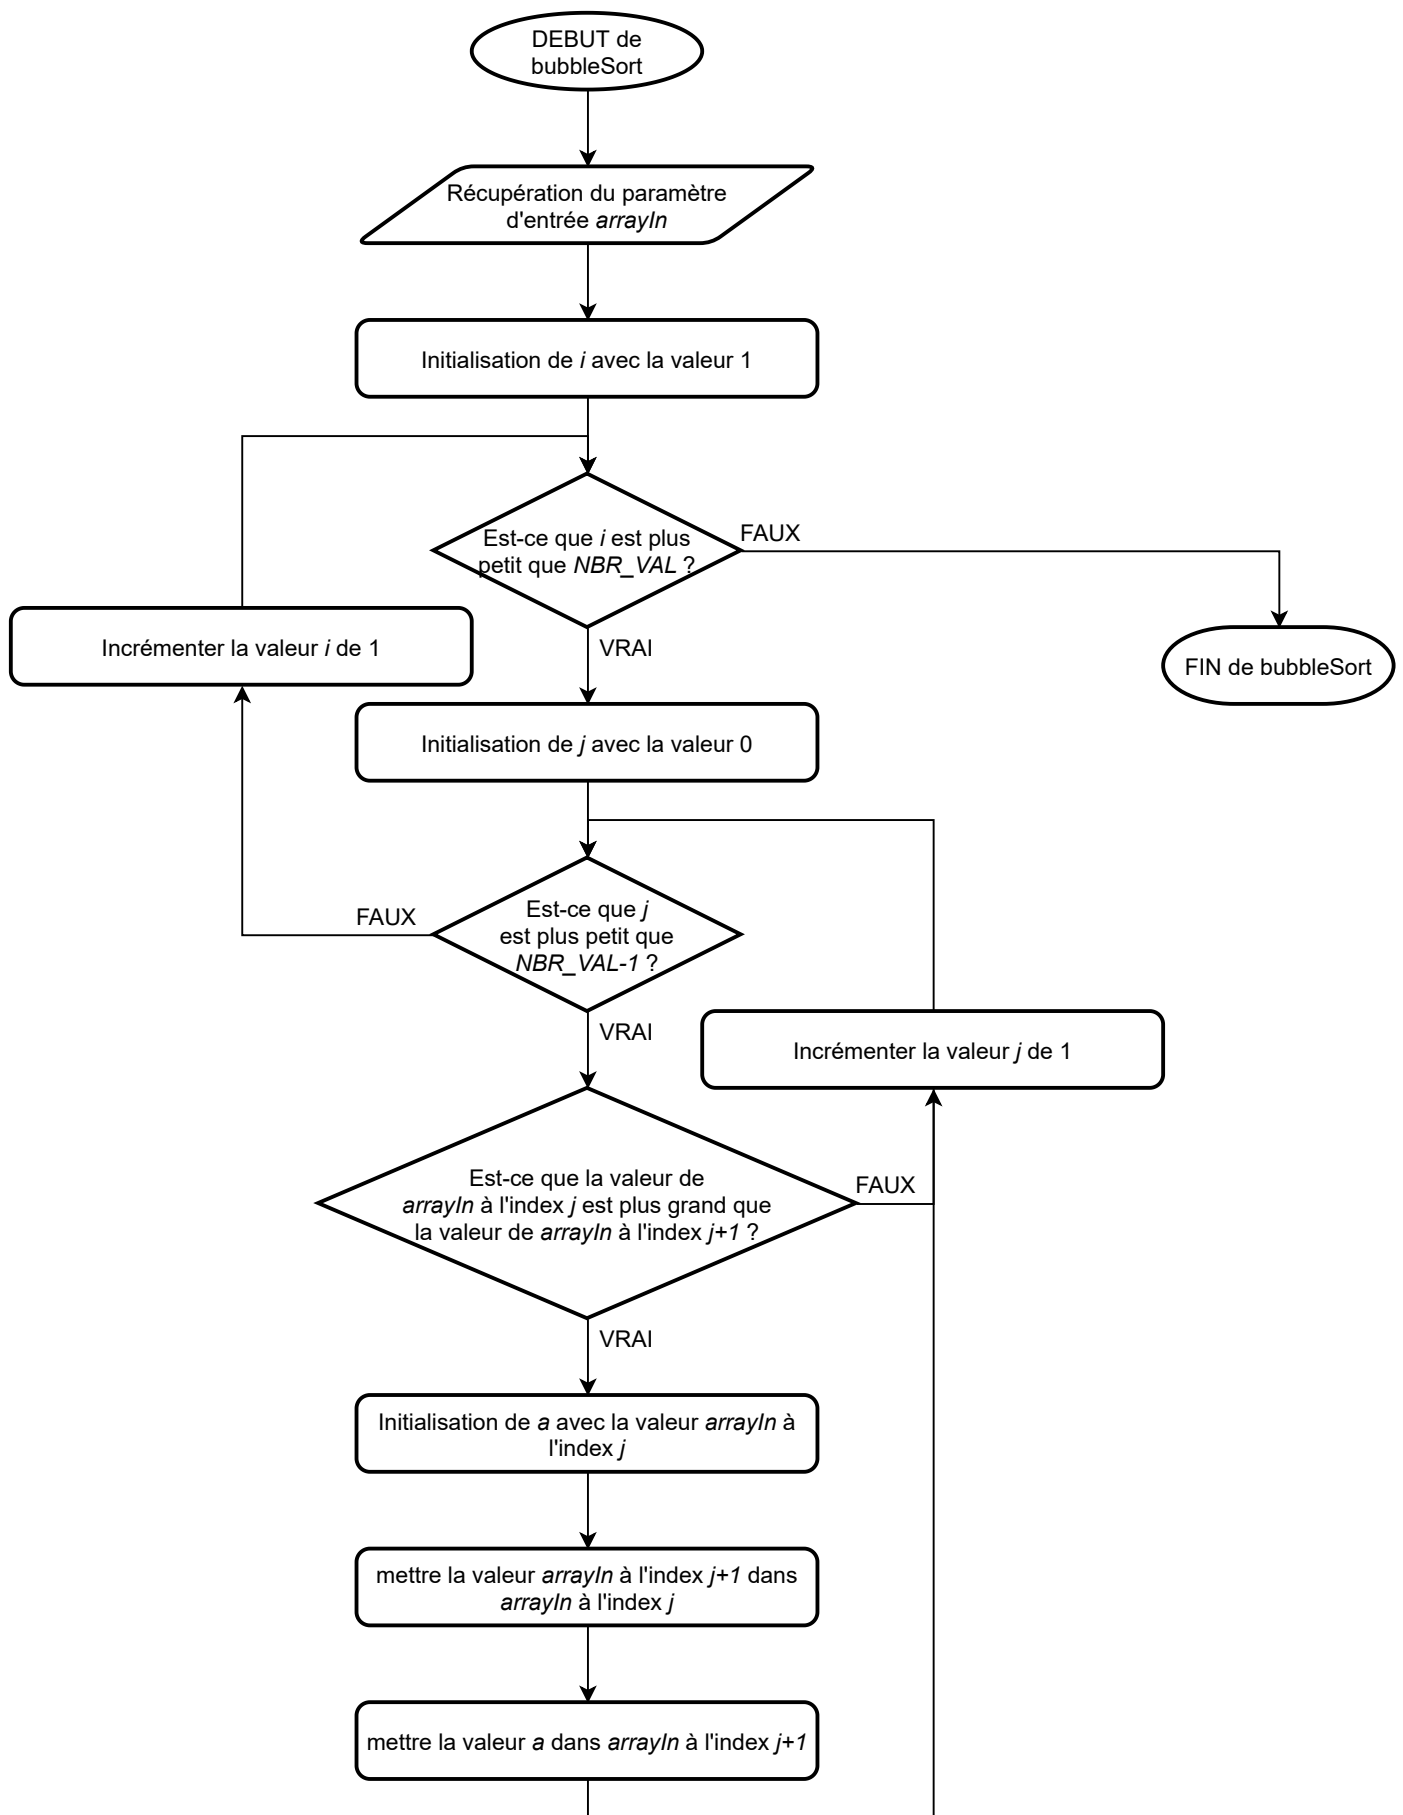 DEBUT de
bubbleSort
Récupération du paramètre
d'entrée arrayIn
Initialisation de i avec la valeur 1
Est-ce que i est plus
petit que NBR_VAL ?
FAUX
VRAI
Incrémenter la valeur i de 1
FIN de bubbleSort
Initialisation de j avec la valeur 0
Est-ce que j
est plus petit que
NBR_VAL-1 ?
FAUX
VRAI
Incrémenter la valeur j de 1
Est-ce que la valeur de
arrayIn à l'index j est plus grand que
la valeur de arrayIn à l'index j+1 ?
FAUX
VRAI
Initialisation de a avec la valeur arrayIn à
l'index j
mettre la valeur arrayIn à l'index j+1 dans
arrayIn à l'index j
mettre la valeur a dans arrayIn à l'index j+1